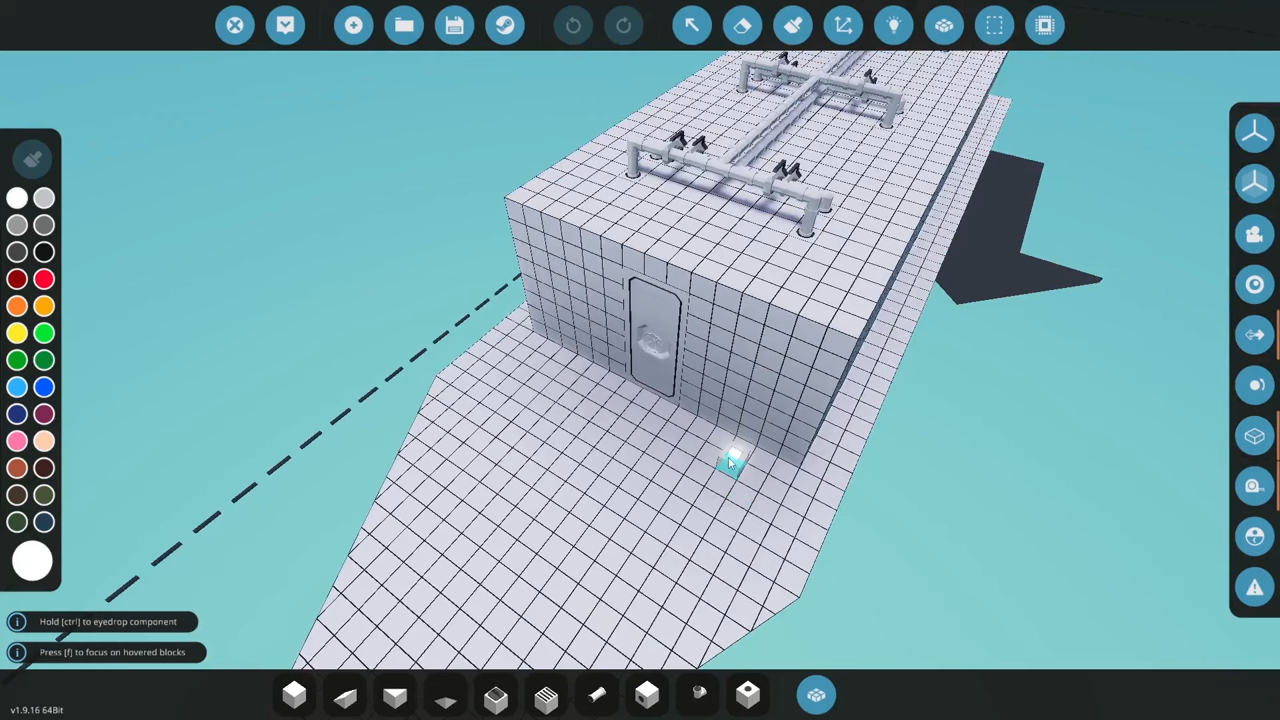 Hold [ctrl] to eyedrop component
Press [f] to focus on hovered blocks
v1.9.16 64Bit